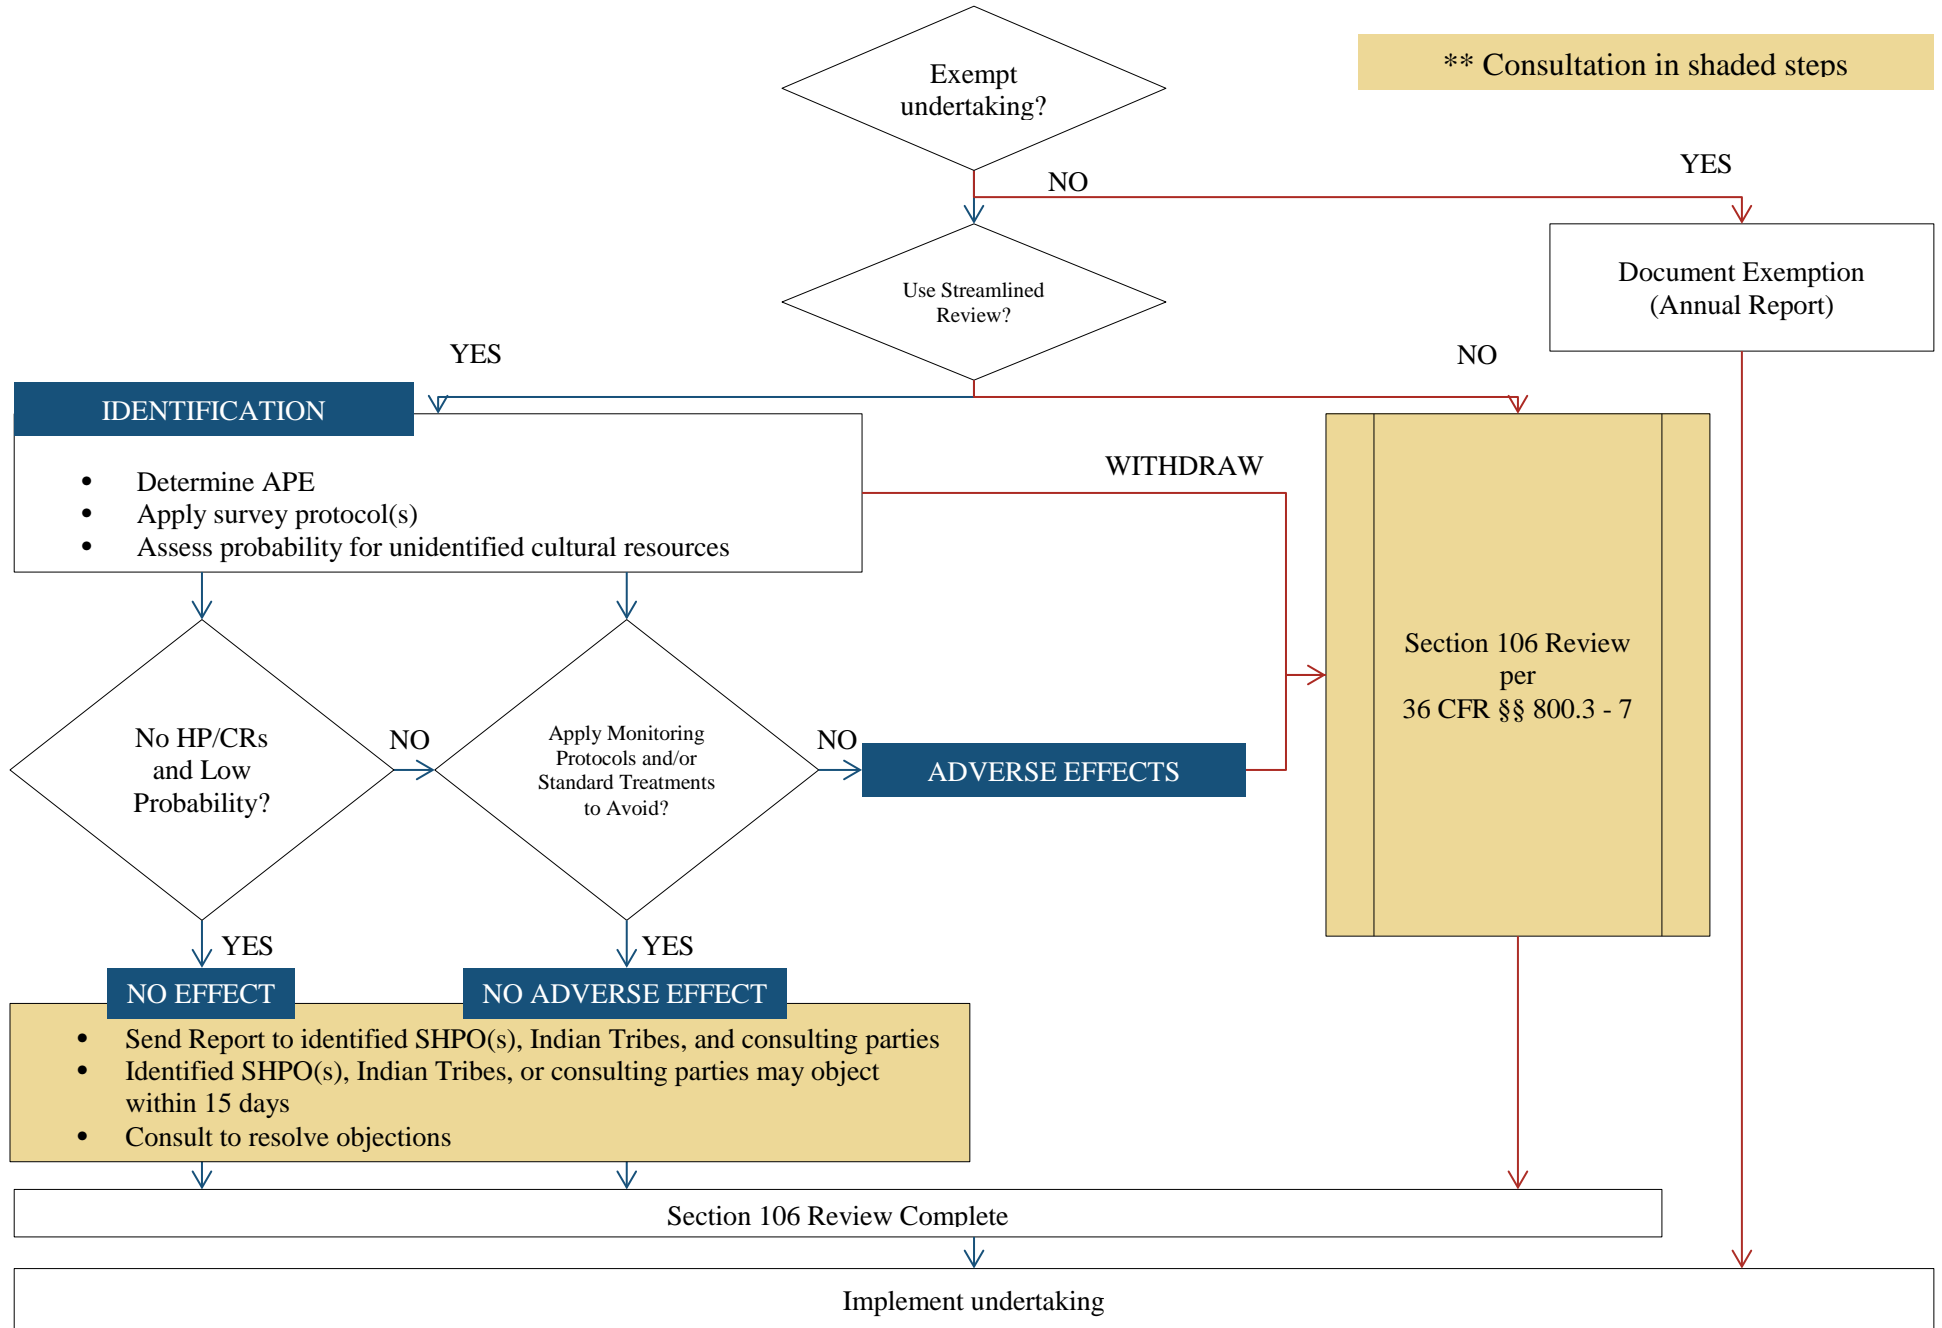 Exempt
undertaking?
** Consultation in shaded steps
NO
YES
Use Streamlined
Review?
Document Exemption
(Annual Report)
YES
NO
IDENTIFICATION
• Determine APE
• Apply survey protocol(s)
• Assess probability for unidentified cultural resources
WITHDRAW
Section 106 Review
per
36 CFR §§ 800.3 - 7
No HP/CRs
and Low
Probability?
NO
Apply Monitoring
Protocols and/or
Standard Treatments
to Avoid?
NO
ADVERSE EFFECTS
YES
YES
NO EFFECT
NO ADVERSE EFFECT
• Send Report to identified SHPO(s), Indian Tribes, and consulting parties
• Identified SHPO(s), Indian Tribes, or consulting parties may object
within 15 days
• Consult to resolve objections
Section 106 Review Complete
Implement undertaking